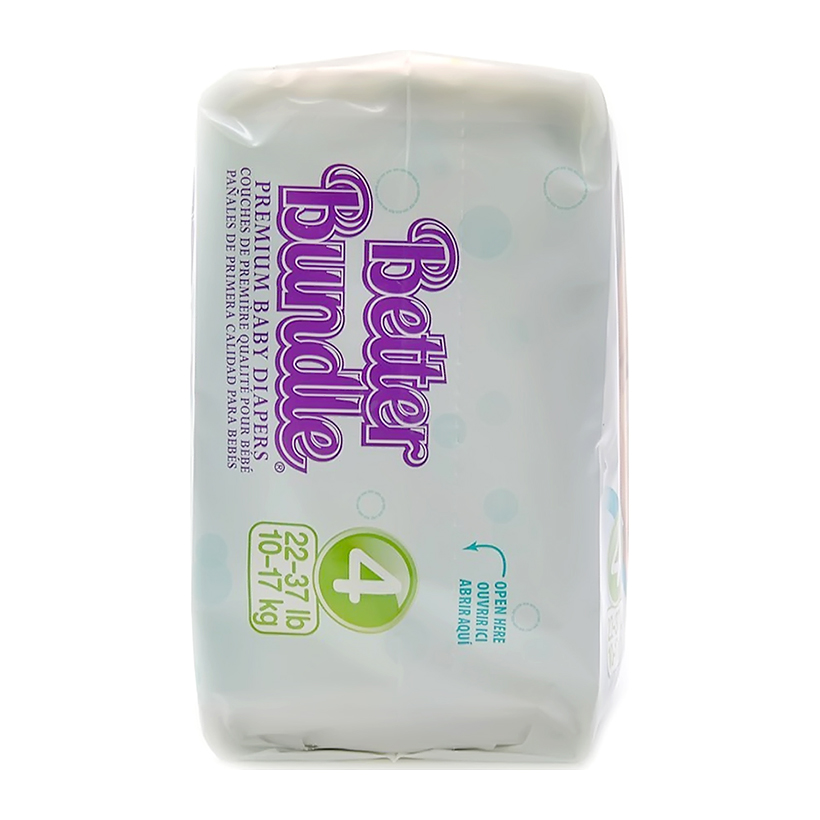 Better
Bundle®
PREMIUM BABY DIAPERS
COUCHES DE PREMIÈRE QUALITÉ POUR BÉBÉ
PAÑALES DE PRIMERA CALIDAD PARA BEBÉS
4
22-37 lb
10-17 kg
OPEN HERE
OUVRIR ICI
ABRIR AQUÍ